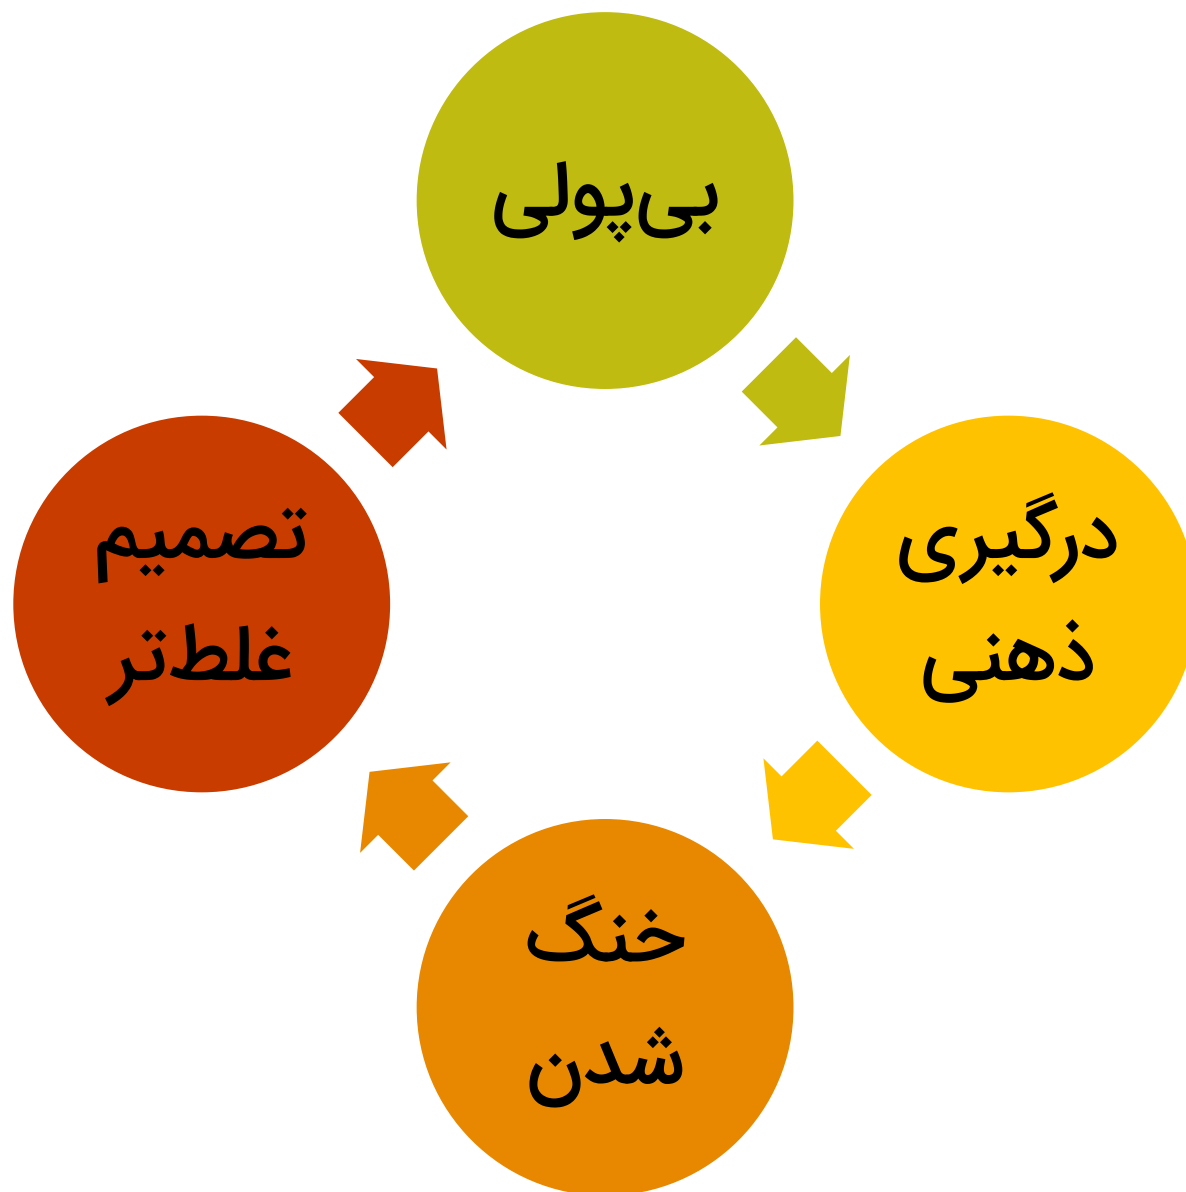 بی‌پولی
درگیری
ذهنی
خنگ
شدن
تصمیم
غلط‌تر